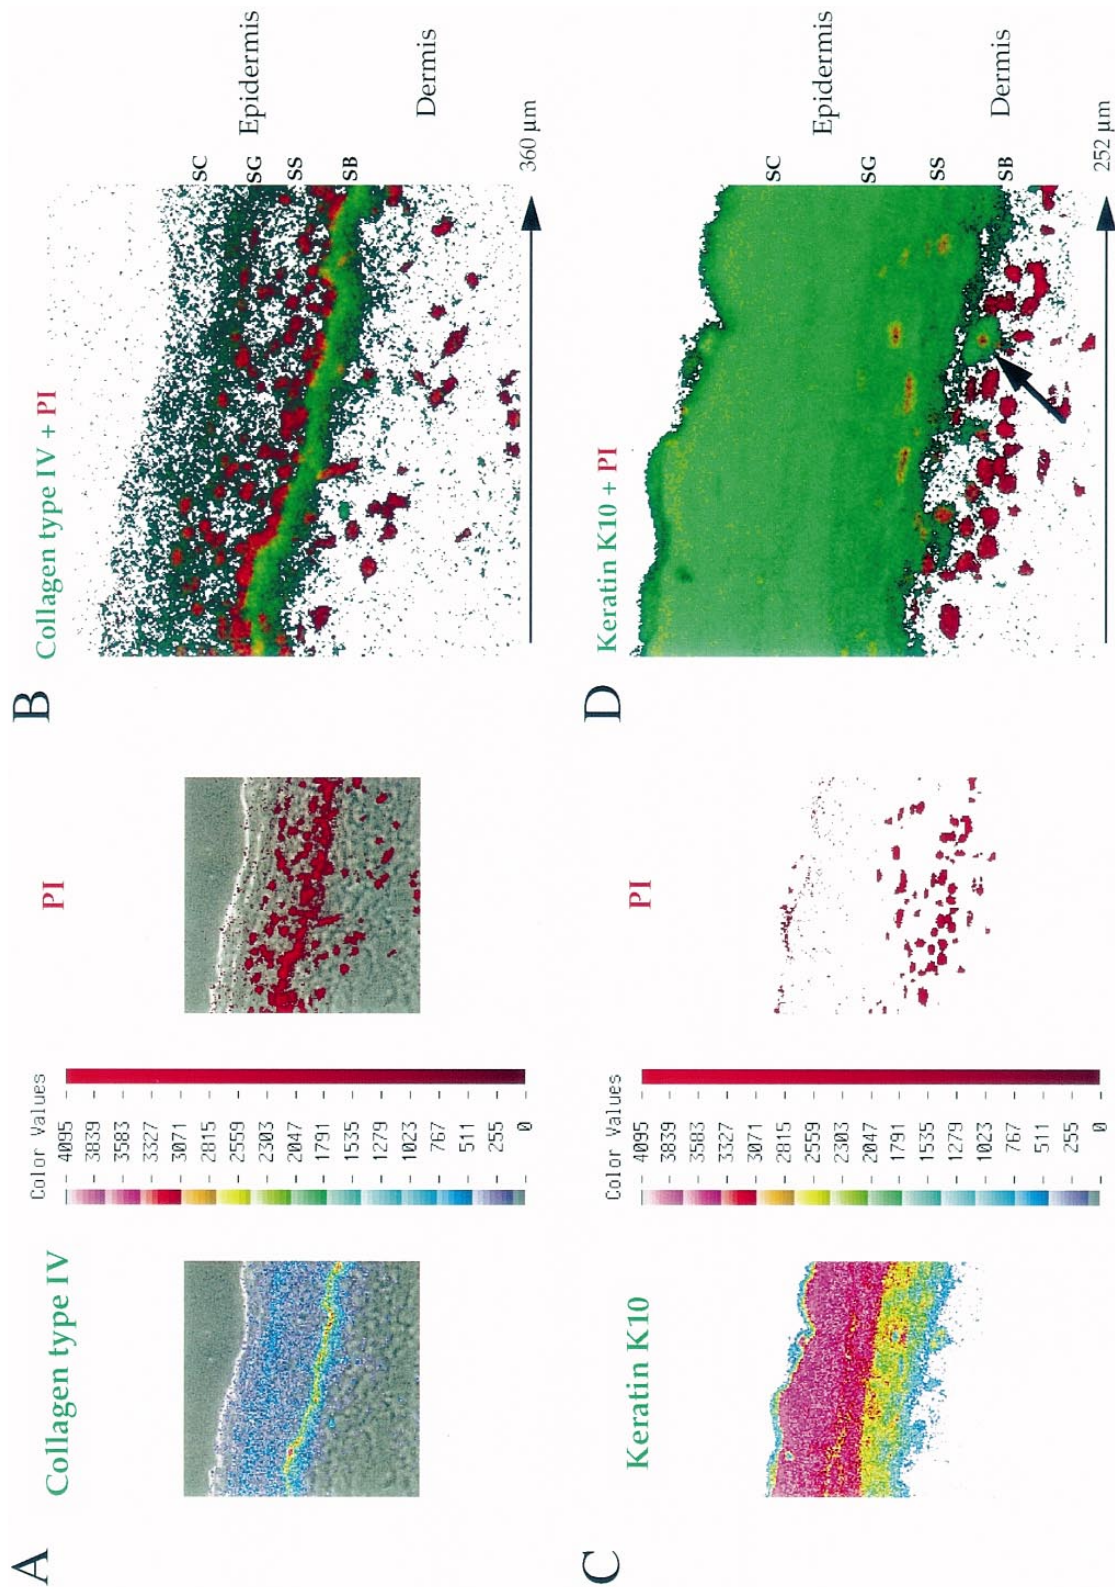 A
Collagen type IV
Color Values
4095
3839
3583
3327
3071
2815
2559
2303
2047
1791
1535
1279
1023
767
511
255
0
PI
B
Collagen type IV + PI
SC
SG
SS
SB
Epidermis
Dermis
360 µm
C
Keratin K10
Color Values
4095
3839
3583
3327
3071
2815
2559
2303
2047
1791
1535
1279
1023
767
511
255
0
PI
D
Keratin K10 + PI
SC
SG
SS
SB
Epidermis
Dermis
252 µm